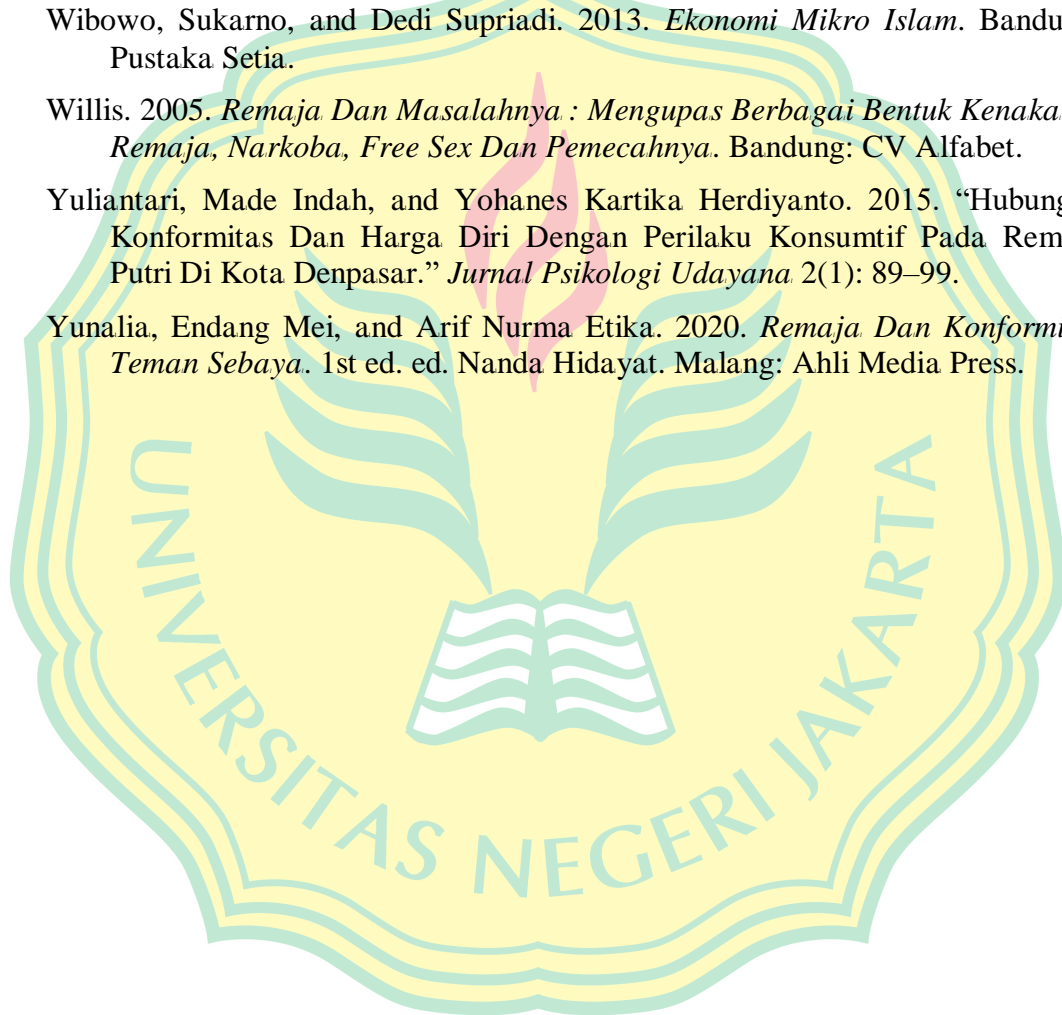 Wibowo, Sukarno, and Dedi Supriadi. 2013. Ekonomi Mikro Islam. Bandu
Pustaka Setia.
Willis. 2005. Remaja Dan Masalahnya : Mengupas Berbagai Bentuk Kenaka
Remaja, Narkoba, Free Sex Dan Pemecahnya. Bandung: CV Alfabet.
Yuliantari, Made Indah, and Yohanes Kartika Herdiyanto. 2015. “Hubung
Konformitas Dan Harga Diri Dengan Perilaku Konsumtif Pada Rem
Putri Di Kota Denpasar.” Jurnal Psikologi Udayana 2(1): 89–99.
Yunalia, Endang Mei, and Arif Nurma Etika. 2020. Remaja Dan Konformi
Teman Sebaya. 1st ed. ed. Nanda Hidayat. Malang: Ahli Media Press.
UNIVERSITAS NEGERI JAKARTA